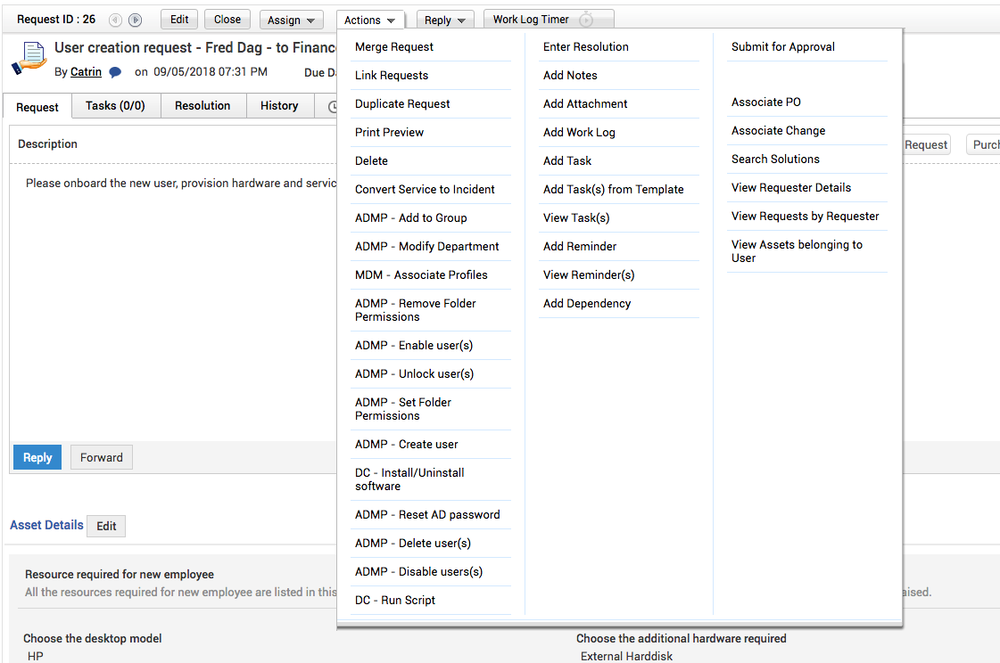 Request ID : 26
Edit
Close
Assign
Actions
Reply
Work Log Timer
User creation request - Fred Dag - to Financ
By Catrin on 09/05/2018 07:31 PM
Due Da
Request
Tasks (0/0)
Resolution
History
Description
Request
Purch
Please onboard the new user, provision hardware and servic
Merge Request
Link Requests
Duplicate Request
Print Preview
Delete
Convert Service to Incident
ADMP - Add to Group
ADMP - Modify Department
MDM - Associate Profiles
ADMP - Remove Folder
Permissions
ADMP - Enable user(s)
ADMP - Unlock user(s)
ADMP - Set Folder
Permissions
ADMP - Create user
DC - Install/Uninstall
software
ADMP - Reset AD password
ADMP - Delete user(s)
ADMP - Disable users(s)
DC - Run Script
Enter Resolution
Add Notes
Add Attachment
Add Work Log
Add Task
Add Task(s) from Template
View Task(s)
Add Reminder
View Reminder(s)
Add Dependency
Submit for Approval
Associate PO
Associate Change
Search Solutions
View Requester Details
View Requests by Requester
View Assets belonging to
User
Reply
Forward
Asset Details
Edit
Resource required for new employee
All the resources required for new employee are listed in this
aised.
Choose the desktop model
HP
Choose the additional hardware required
External Harddisk